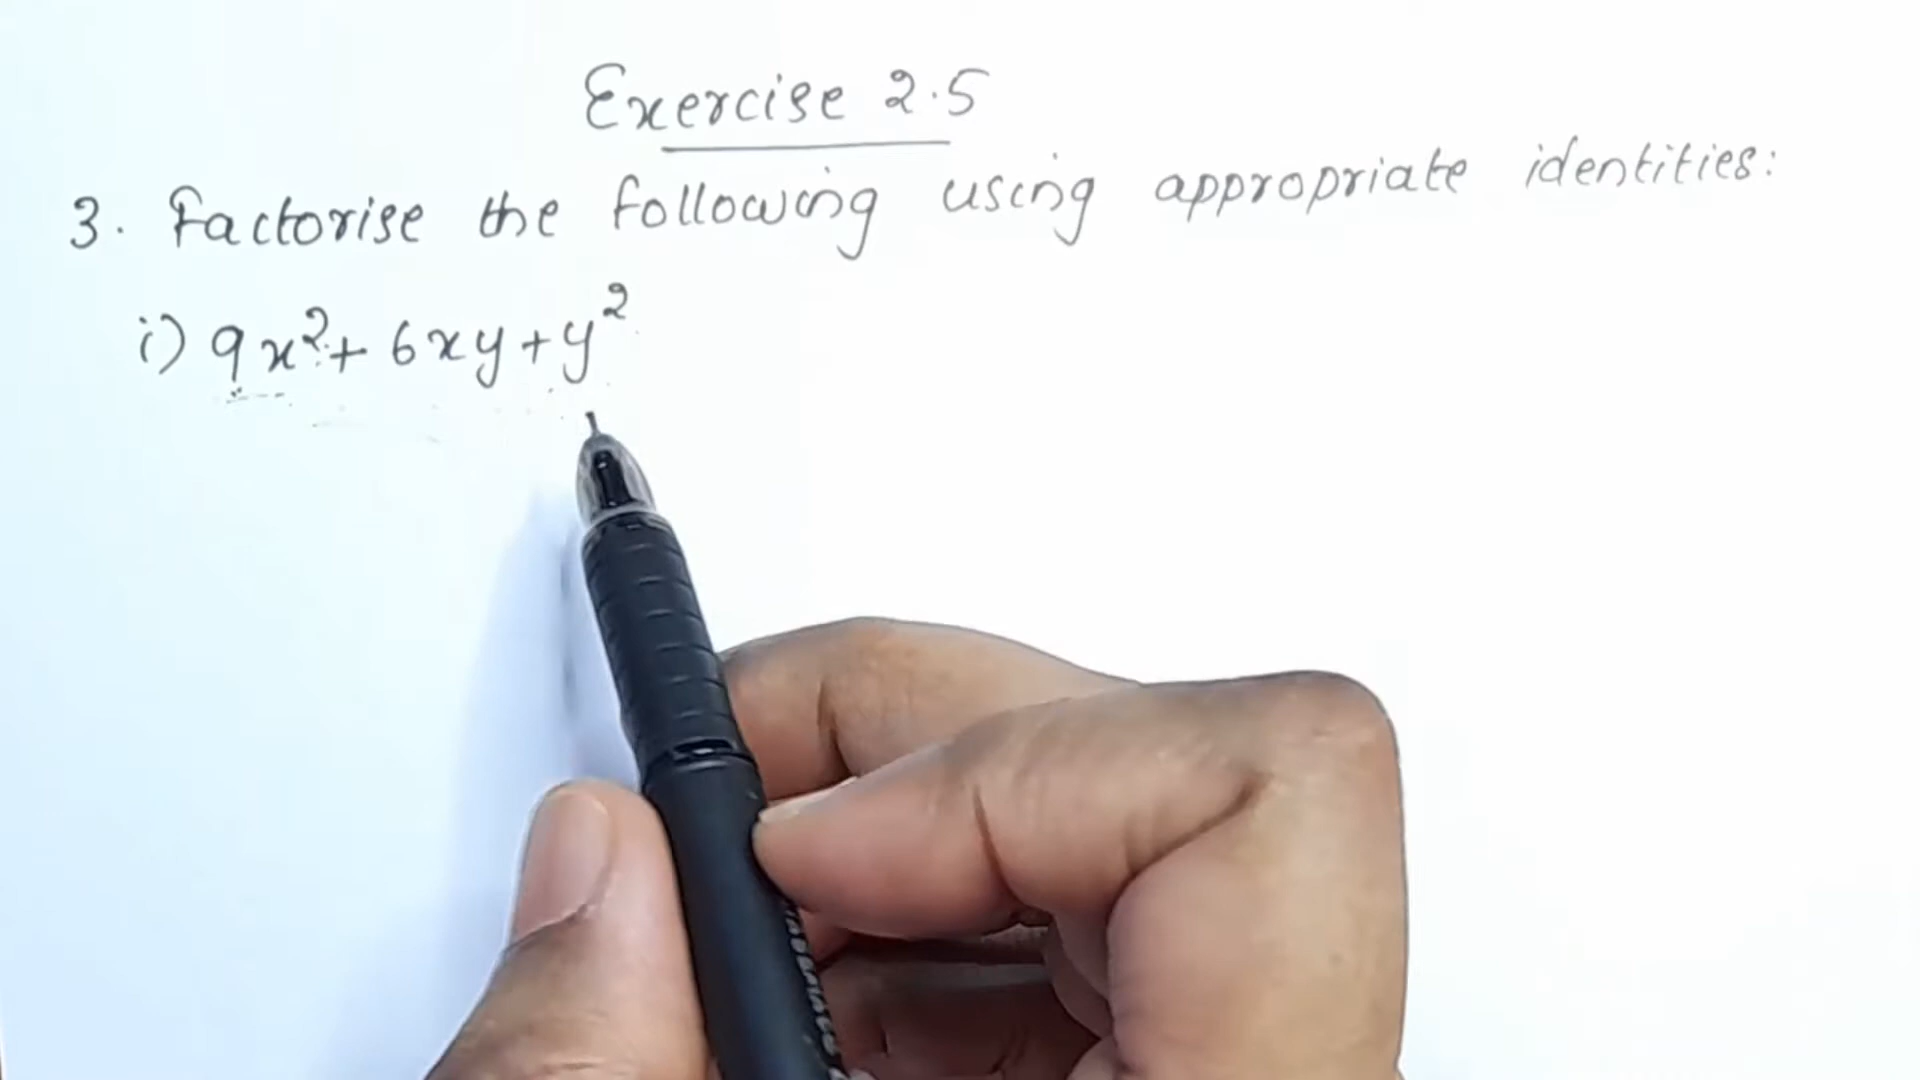 Exercise 2.5
3. Factorise the following using appropriate identities:
i) 9x²+ 6xy+y²